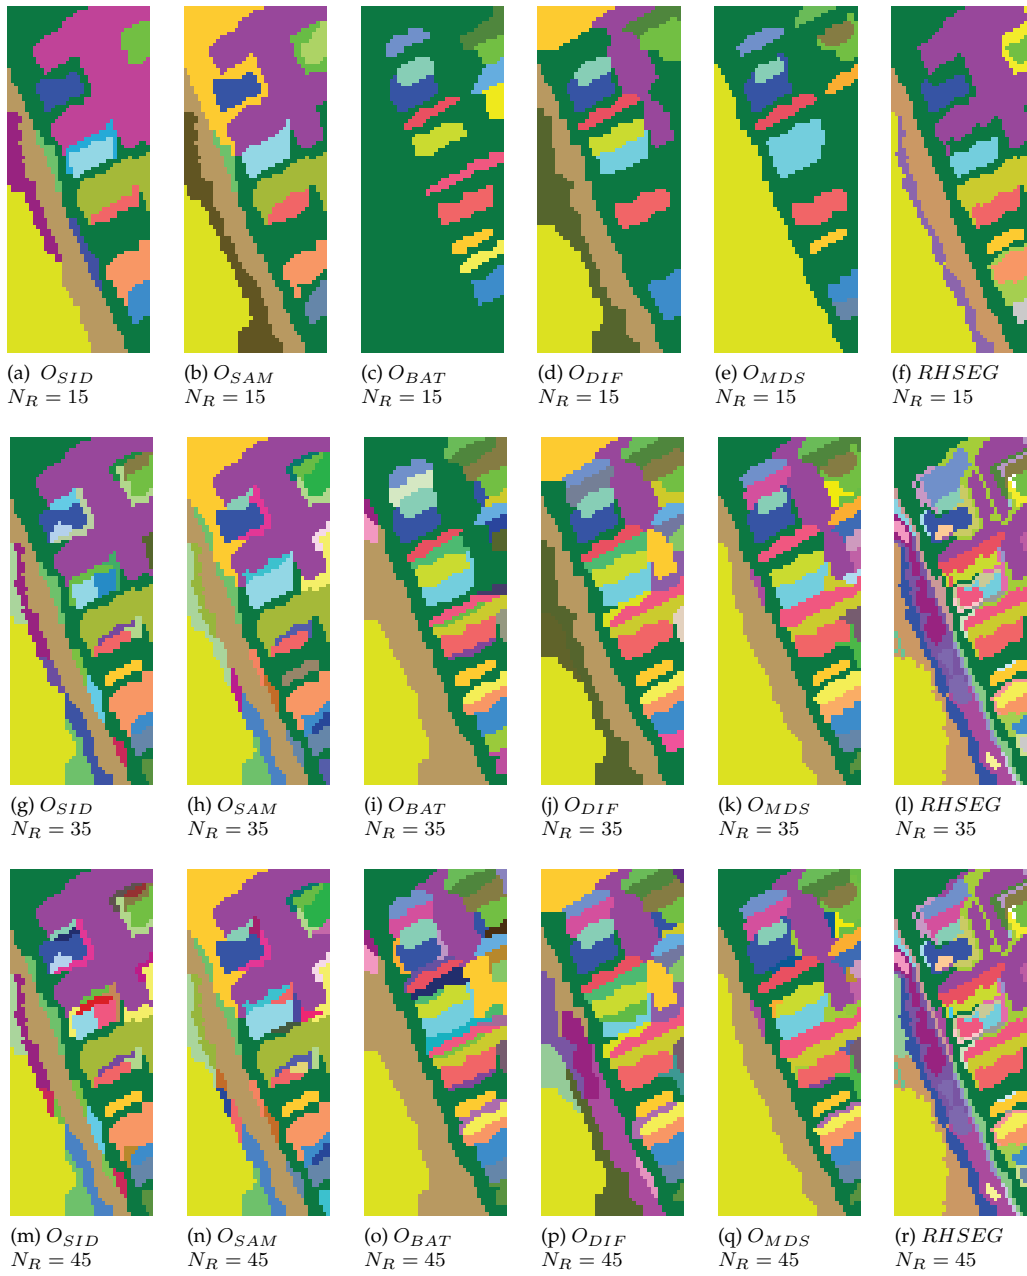 (a) O_SID
N_R = 15
(b) O_SAM
N_R = 15
(c) O_BAT
N_R = 15
(d) O_DIF
N_R = 15
(e) O_MDS
N_R = 15
(f) RHSEG
N_R = 15
(g) O_SID
N_R = 35
(h) O_SAM
N_R = 35
(i) O_BAT
N_R = 35
(j) O_DIF
N_R = 35
(k) O_MDS
N_R = 35
(l) RHSEG
N_R = 35
(m) O_SID
N_R = 45
(n) O_SAM
N_R = 45
(o) O_BAT
N_R = 45
(p) O_DIF
N_R = 45
(q) O_MDS
N_R = 45
(r) RHSEG
N_R = 45